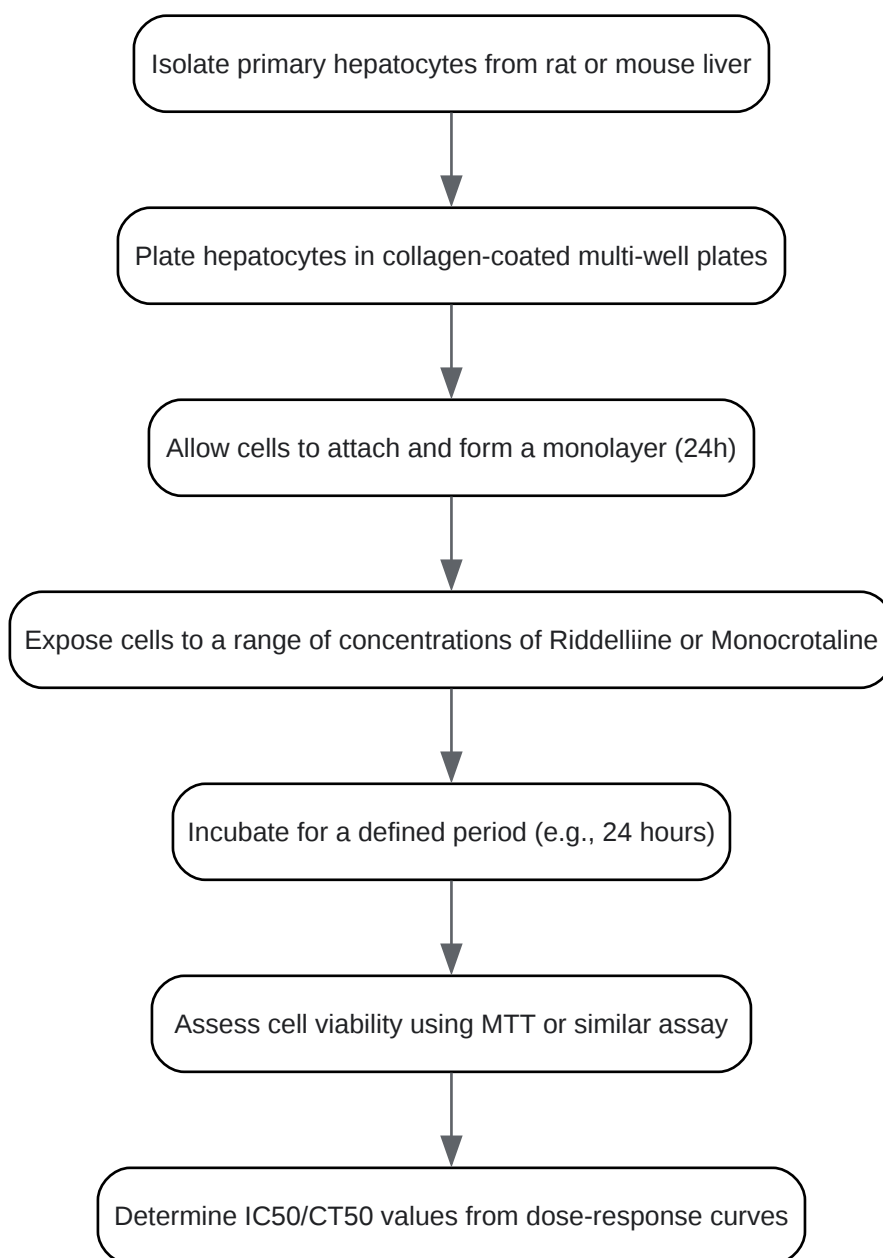 Isolate primary hepatocytes from rat or mouse liver
Plate hepatocytes in collagen-coated multi-well plates
Allow cells to attach and form a monolayer (24h)
Expose cells to a range of concentrations of Riddelliine or Monocrotaline
Incubate for a defined period (e.g., 24 hours)
Assess cell viability using MTT or similar assay
Determine IC50/CT50 values from dose-response curves